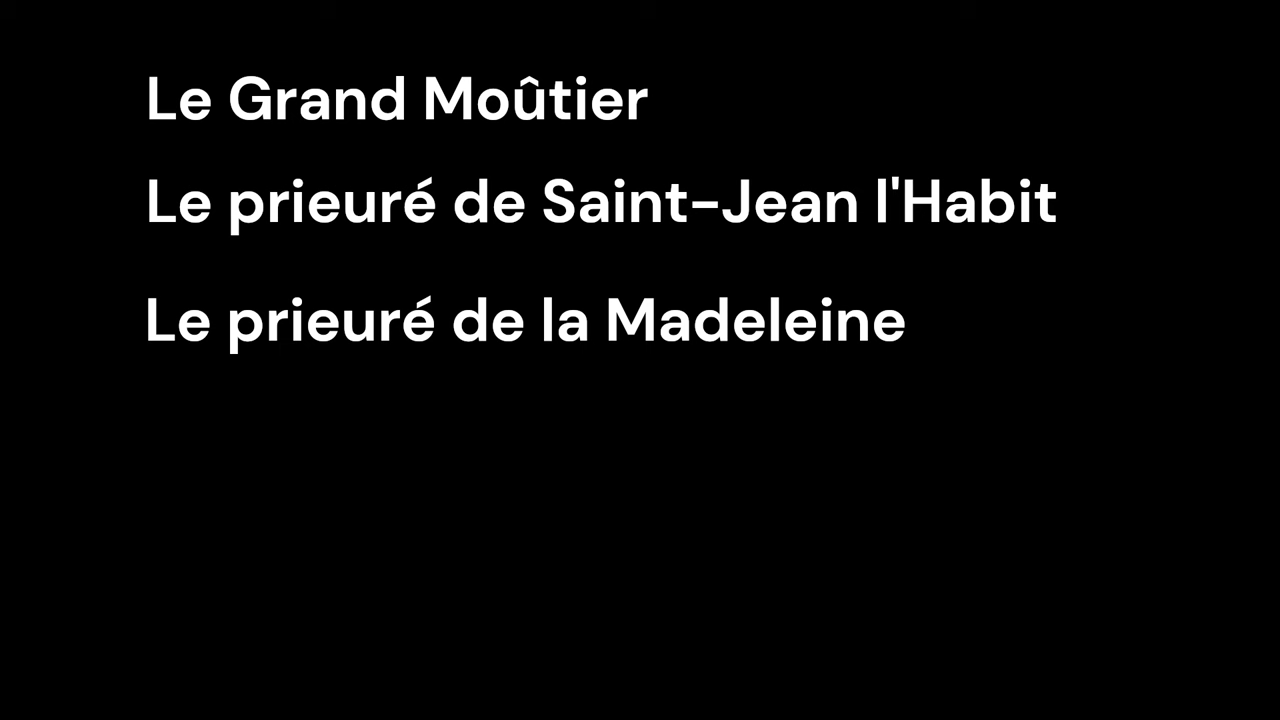 Le Grand Moûtier
Le prieuré de Saint-Jean l'Habit
Le prieuré de la Madeleine